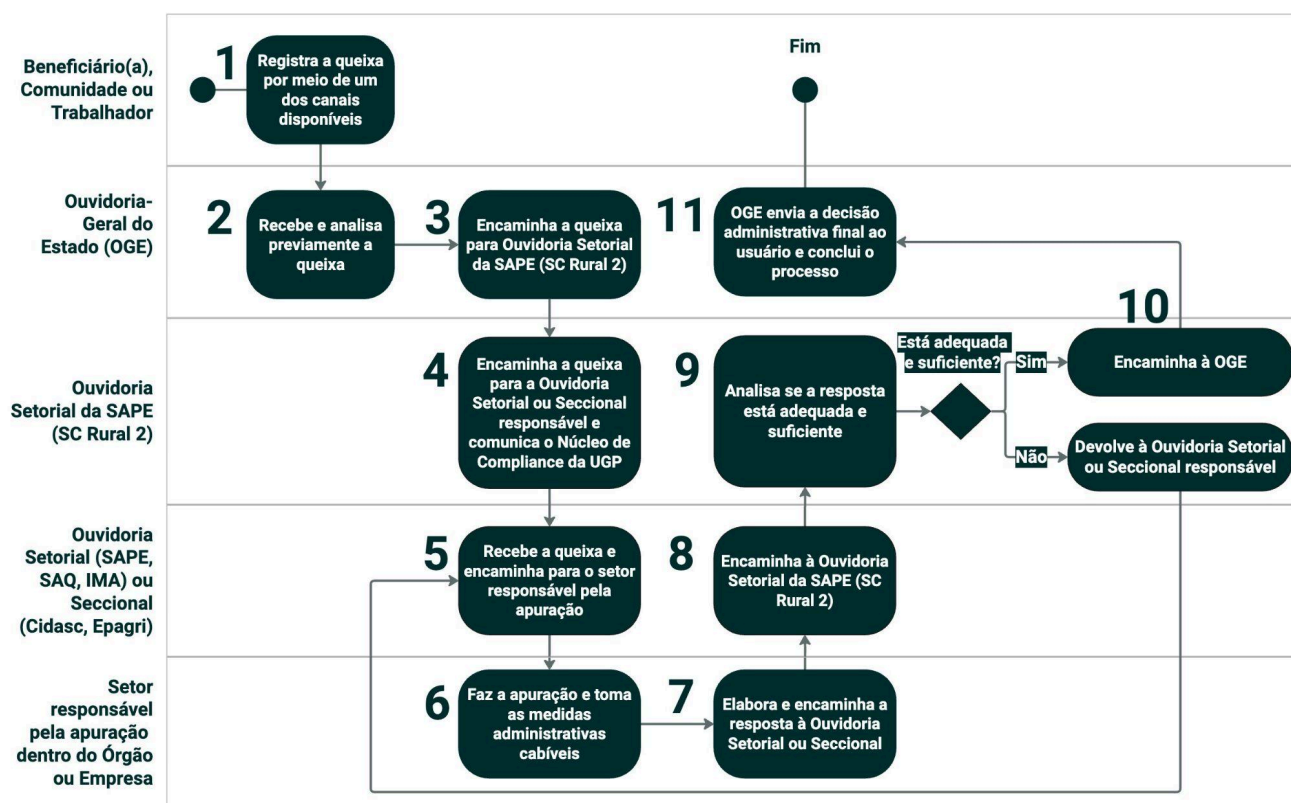 Beneficiário(a),
Comunidade ou
Trabalhador
1
Registra a queixa
por meio de um
dos canais
disponíveis
Fim
Ouvidoria-
Geral do
Estado (OGE)
2
Recebe e analisa
previamente a
queixa
3
Encaminha a queixa
para Ouvidoria Setorial
da SAPE (SC Rural 2)
11
OGE envia a decisão
administrativa final ao
usuário e conclui o
processo
Ouvidoria
Setorial da SAPE
(SC Rural 2)
4
Encaminha a queixa
para a Ouvidoria
Setorial ou Seccional
responsável e
comunica o Núcleo de
Compliance da UGP
9
Analisa se a resposta
está adequada e
suficiente
Está adequada
e suficiente?
Sim
Não
10
Encaminha à OGE
Devolve à Ouvidoria Setorial
ou Seccional responsável
Ouvidoria
Setorial (SAPE,
SAQ, IMA) ou
Seccional
(Cidasc, Epagri)
5
Recebe a queixa e
encaminha para o setor
responsável pela
apuração
8
Encaminha à Ouvidoria
Setorial da SAPE (SC
Rural 2)
Setor
responsável
pela apuração
dentro do Órgão
ou Empresa
6
Faz a apuração e toma
as medidas
administrativas
cabíveis
7
Elabora e encaminha a
resposta à Ouvidoria
Setorial ou Seccional